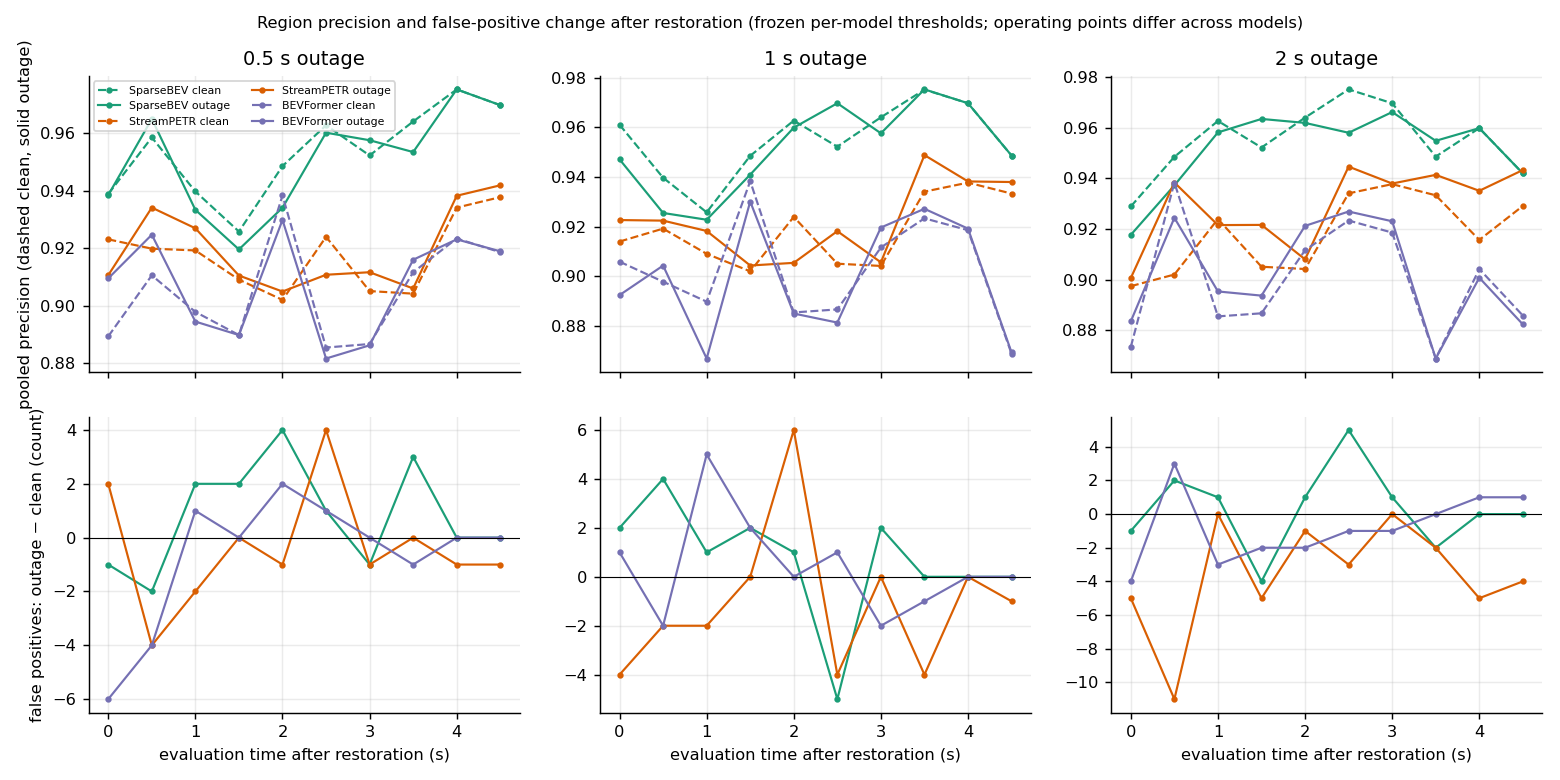 Region precision and false-positive change after restoration (frozen per-model thresholds; operating points differ across models)
0.5 s outage
1 s outage
2 s outage
pooled precision (dashed clean, solid outage)
SparseBEV clean
SparseBEV outage
StreamPETR clean
StreamPETR outage
BEVFormer clean
BEVFormer outage
0.96
0.94
0.92
0.90
0.88
0.98
0.96
0.94
0.92
0.90
0.88
0.98
0.96
0.94
0.92
0.90
0.88
false positives: outage − clean (count)
4
2
0
−2
−4
−6
6
4
2
0
−2
−4
4
2
0
−2
−4
−6
−8
−10
0 1 2 3 4
0 1 2 3 4
0 1 2 3 4
evaluation time after restoration (s)
evaluation time after restoration (s)
evaluation time after restoration (s)